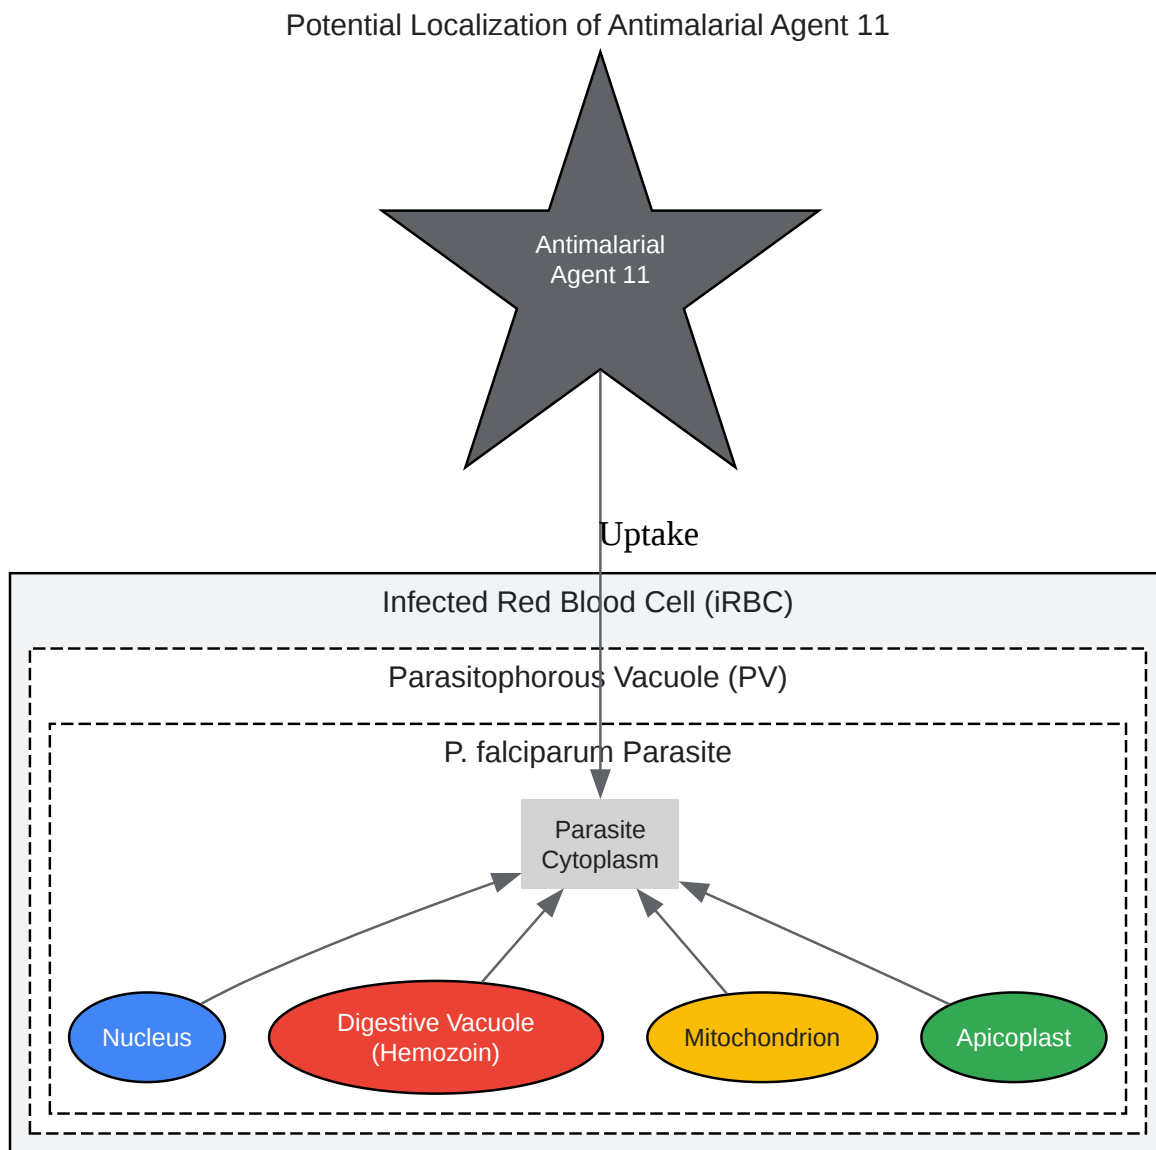 Potential Localization of Antimalarial Agent 11
Antimalarial
Agent 11
Uptake
Infected Red Blood Cell (iRBC)
Parasitophorous Vacuole (PV)
P. falciparum Parasite
Parasite
Cytoplasm
Nucleus
Digestive Vacuole
(Hemozoin)
Mitochondrion
Apicoplast